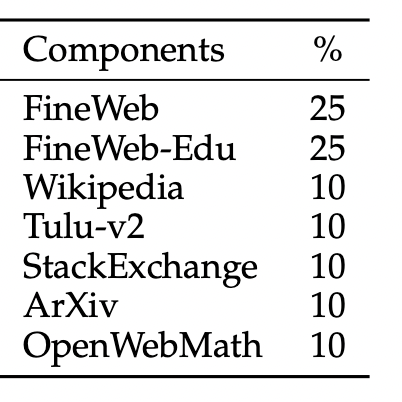 Components %
FineWeb 25
FineWeb-Edu 25
Wikipedia 10
Tulu-v2 10
StackExchange 10
ArXiv 10
OpenWebMath 10